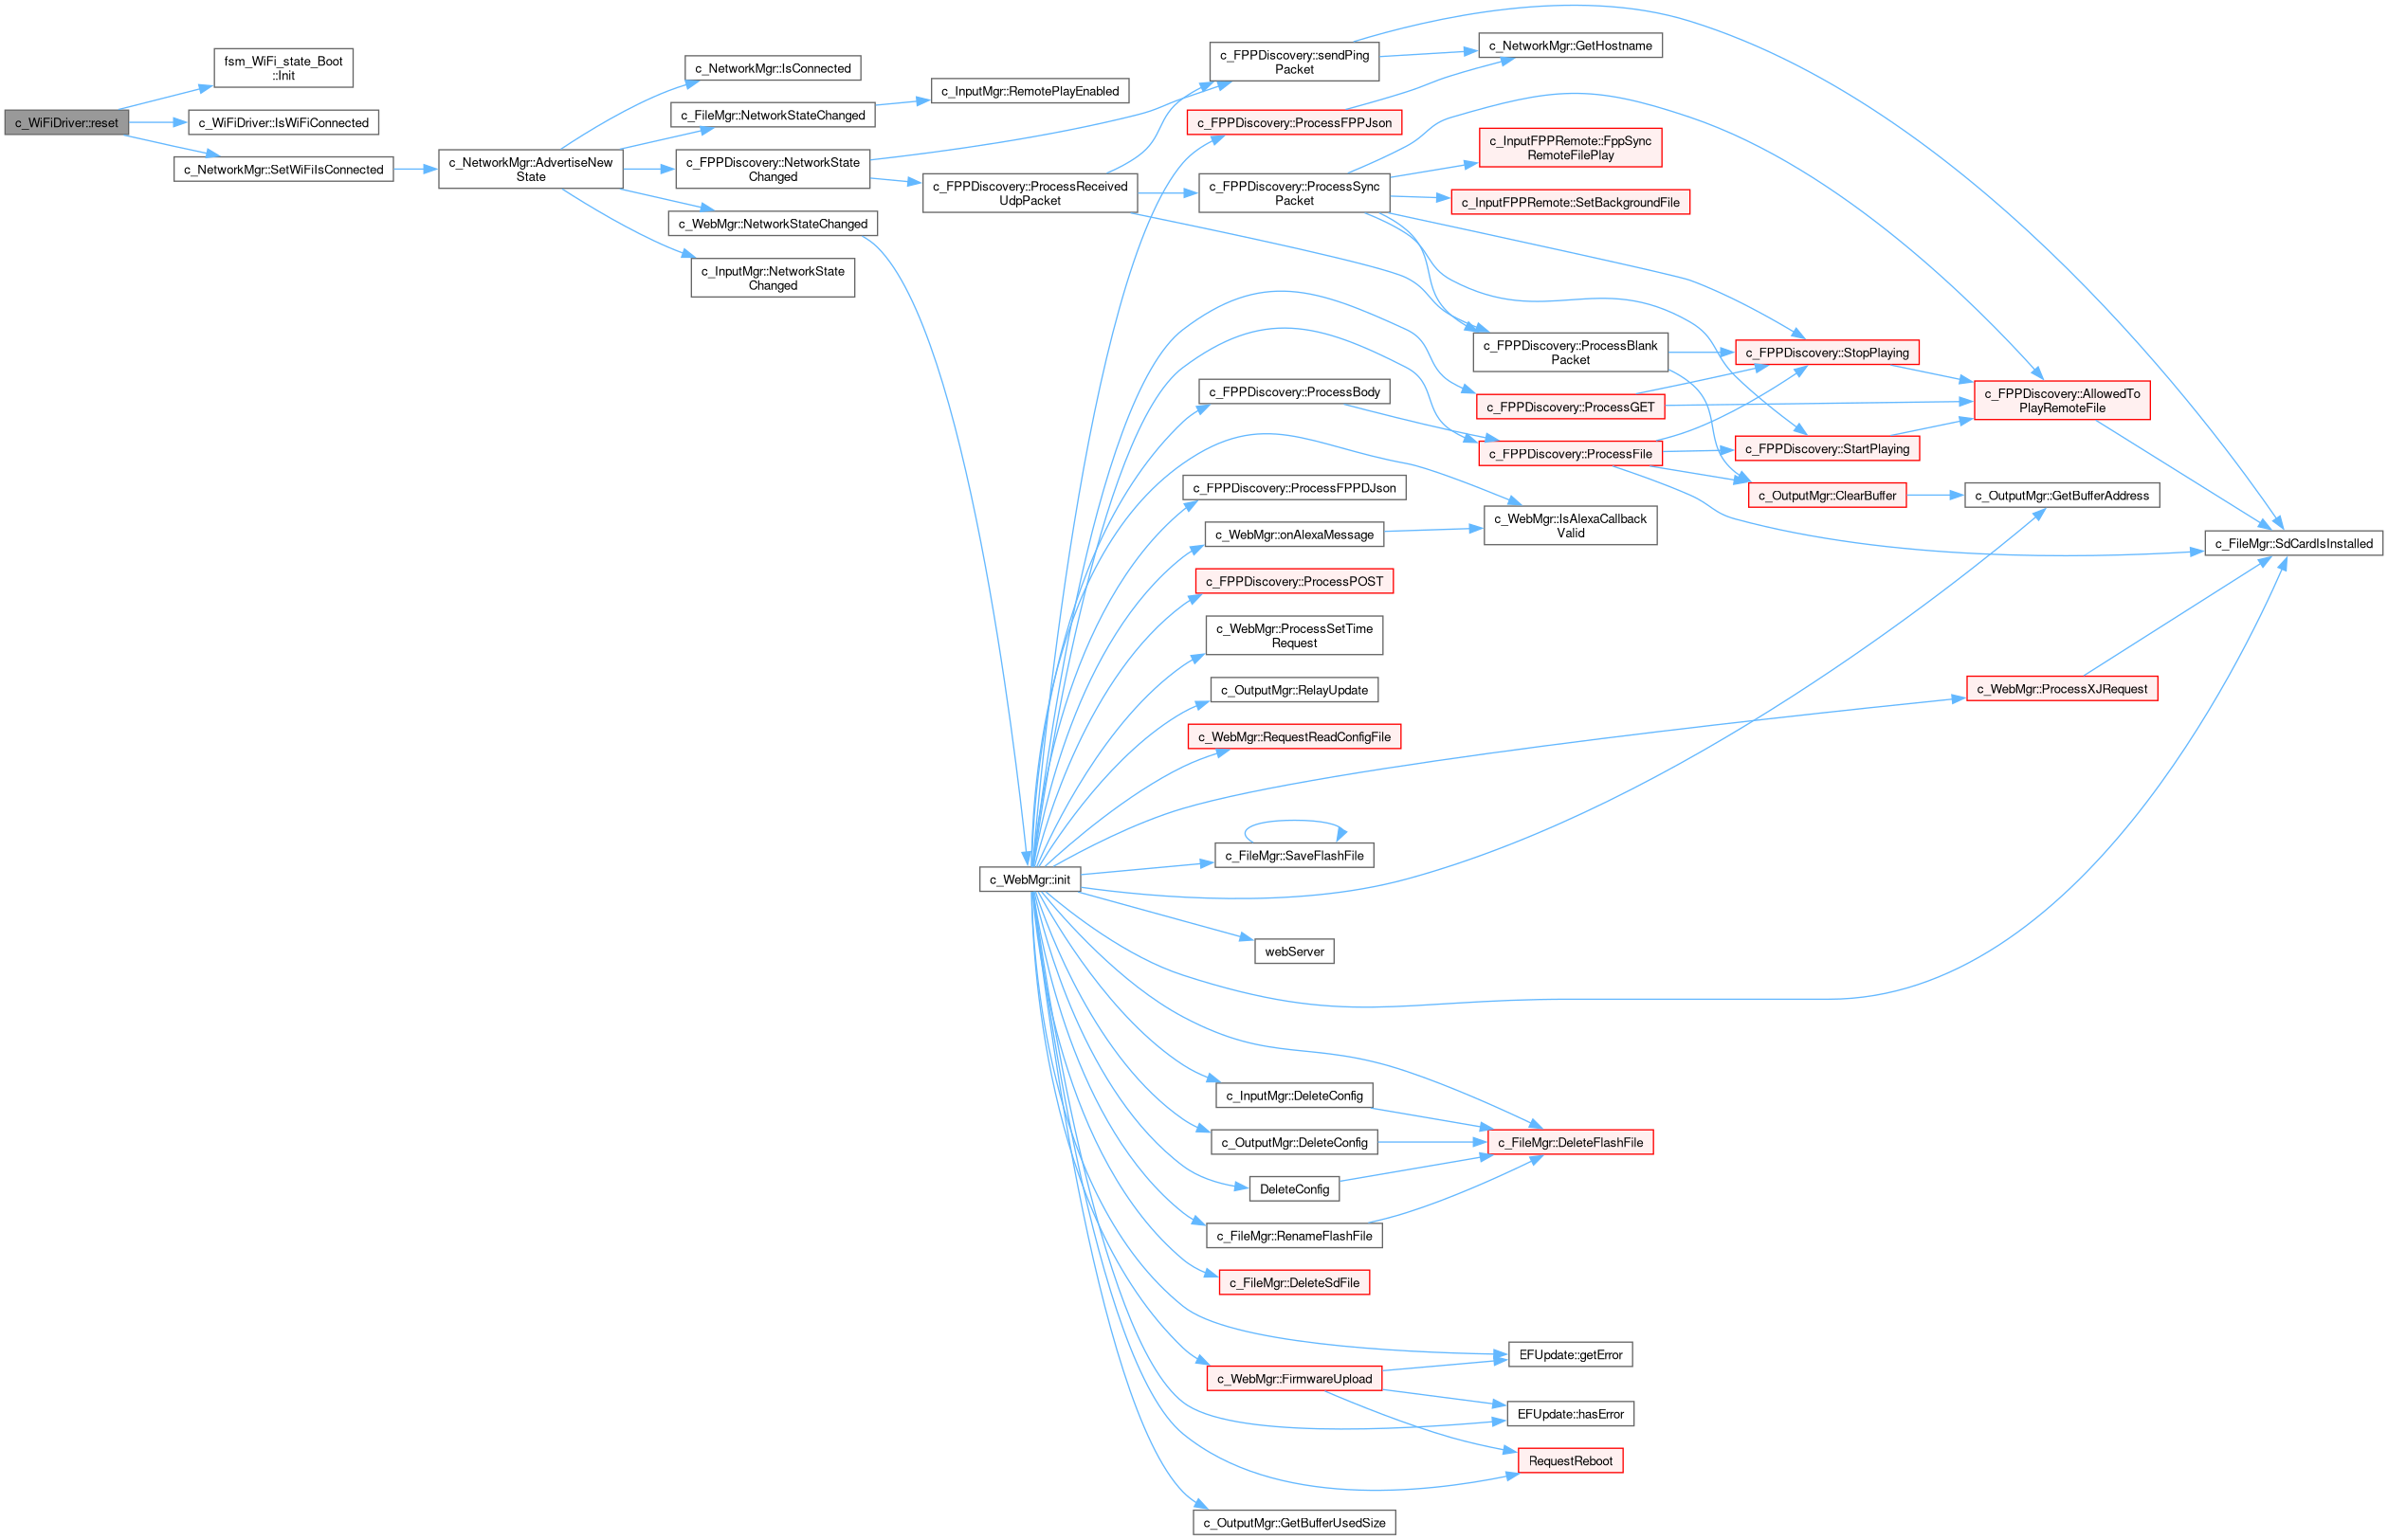 c_WiFiDriver::reset
fsm_WiFi_state_Boot
::Init
c_WiFiDriver::IsWiFiConnected
c_NetworkMgr::SetWiFiIsConnected
c_NetworkMgr::AdvertiseNew
State
c_NetworkMgr::IsConnected
c_FileMgr::NetworkStateChanged
c_FPPDiscovery::NetworkState
Changed
c_WebMgr::NetworkStateChanged
c_InputMgr::NetworkState
Changed
c_InputMgr::RemotePlayEnabled
c_FPPDiscovery::ProcessReceived
UdpPacket
c_WebMgr::init
c_FPPDiscovery::sendPing
Packet
c_FPPDiscovery::ProcessFPPJson
c_FPPDiscovery::ProcessSync
Packet
c_FPPDiscovery::ProcessBody
c_FPPDiscovery::ProcessFPPDJson
c_WebMgr::onAlexaMessage
c_FPPDiscovery::ProcessPOST
c_WebMgr::ProcessSetTime
Request
c_OutputMgr::RelayUpdate
c_WebMgr::RequestReadConfigFile
c_FileMgr::SaveFlashFile
webServer
c_InputMgr::DeleteConfig
c_OutputMgr::DeleteConfig
DeleteConfig
c_FileMgr::RenameFlashFile
c_FileMgr::DeleteSdFile
c_WebMgr::FirmwareUpload
c_OutputMgr::GetBufferUsedSize
c_NetworkMgr::GetHostname
c_InputFPPRemote::FppSync
RemoteFilePlay
c_InputFPPRemote::SetBackgroundFile
c_FPPDiscovery::ProcessBlank
Packet
c_FPPDiscovery::ProcessGET
c_FPPDiscovery::ProcessFile
c_WebMgr::IsAlexaCallback
Valid
c_FileMgr::DeleteFlashFile
EFUpdate::getError
EFUpdate::hasError
RequestReboot
c_FPPDiscovery::StopPlaying
c_FPPDiscovery::StartPlaying
c_OutputMgr::ClearBuffer
c_FPPDiscovery::AllowedTo
PlayRemoteFile
c_OutputMgr::GetBufferAddress
c_WebMgr::ProcessXJRequest
c_FileMgr::SdCardIsInstalled